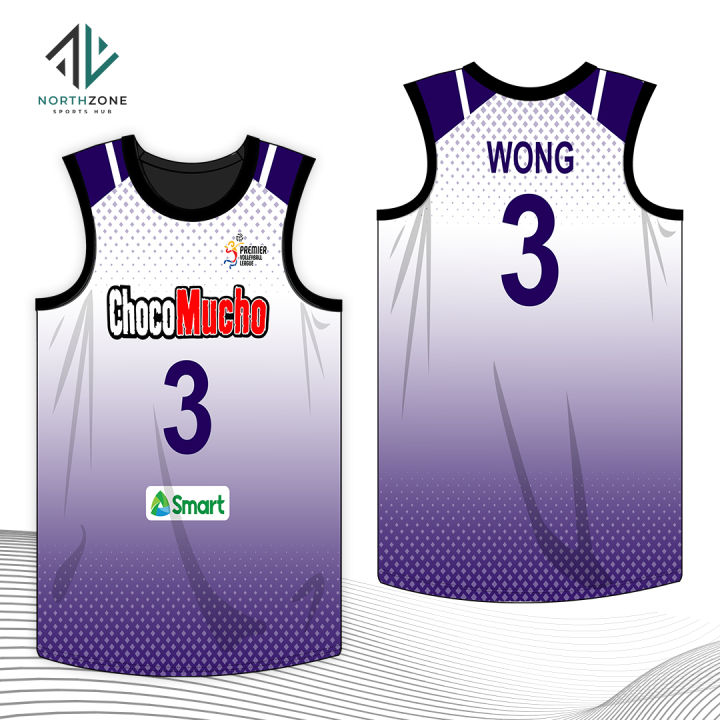 NORTHZONE
SPORTS HUB
PREMIER
VOLLEYBALL
LEAGUE
ChocoMucho
3
Smart
WONG
3